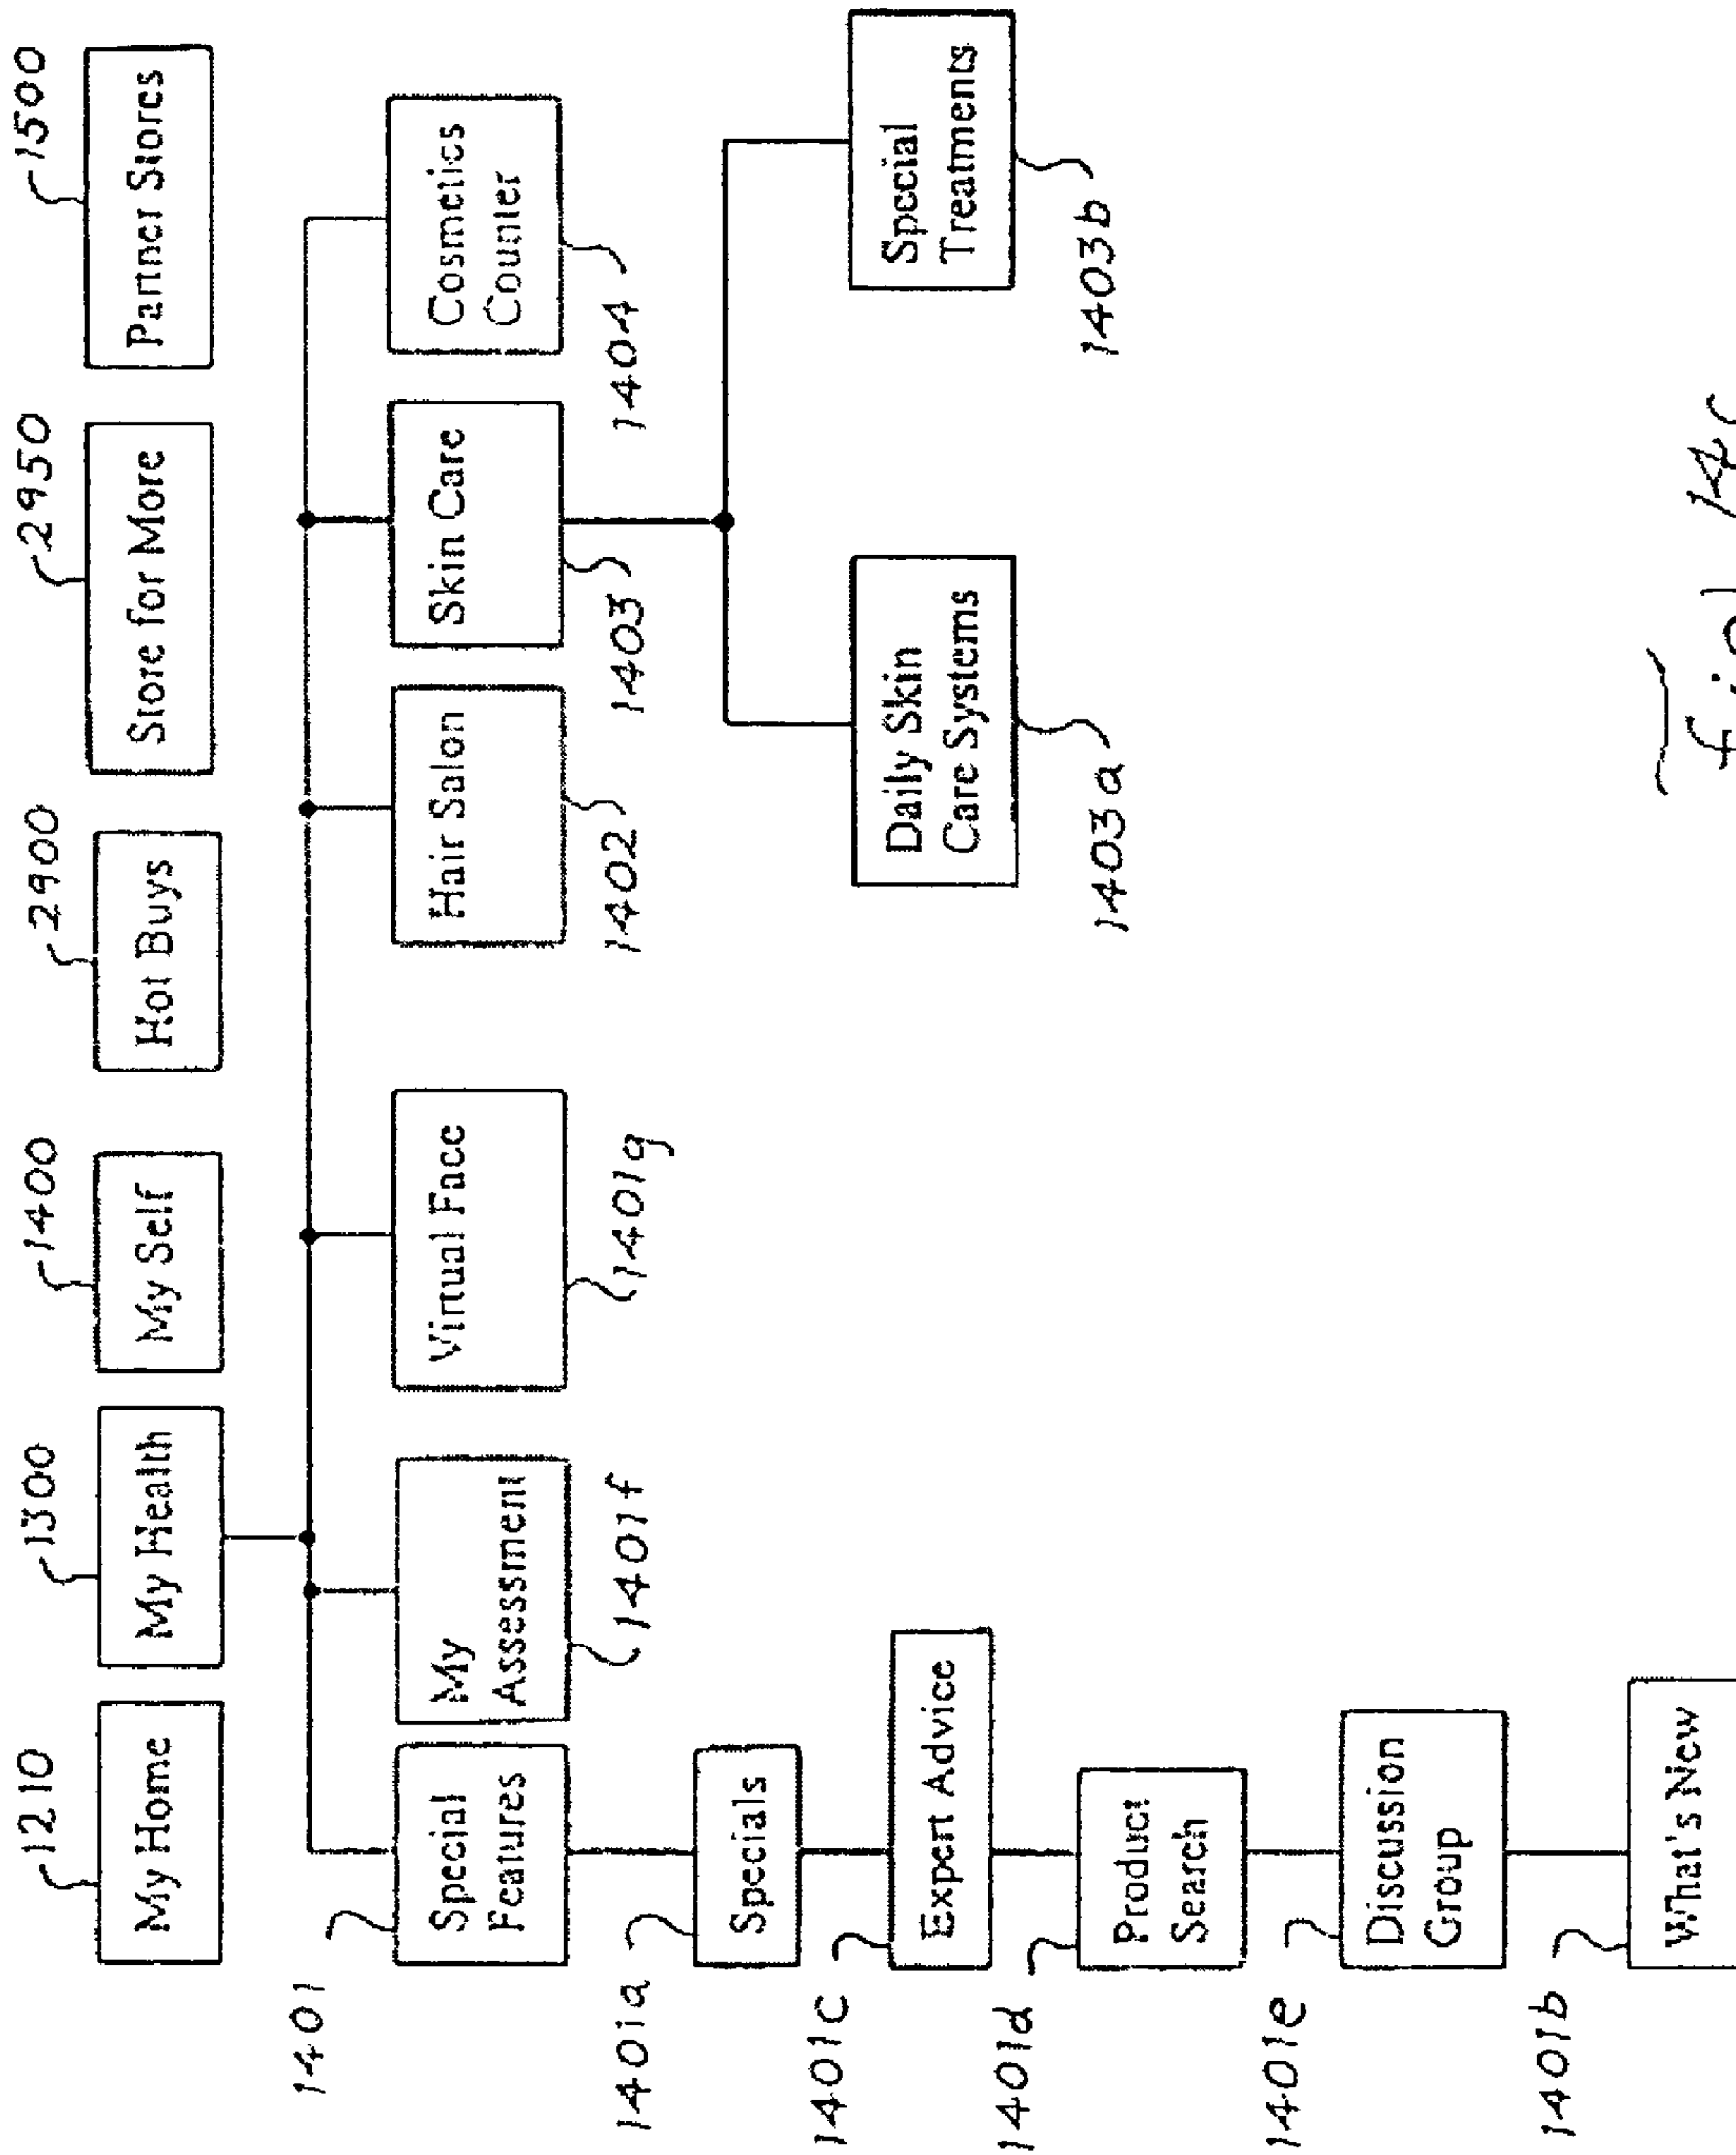 1210
1300
1400
2900
2950
1500
My Home
My Health
My Self
Hot Buys
Store for More
Partner Stores
1401
Special
Features
My
Assessment
Virtual Face
Hair Salon
Skin Care
Cosmetics
Counter
1401f
1401g
1402
1403
1404
1401a
Specials
1401c
Expert Advice
Daily Skin
Care Systems
Special
Treatments
1403a
1403b
1401d
Product
Search
1401e
Discussion
Group
1401b
What's New